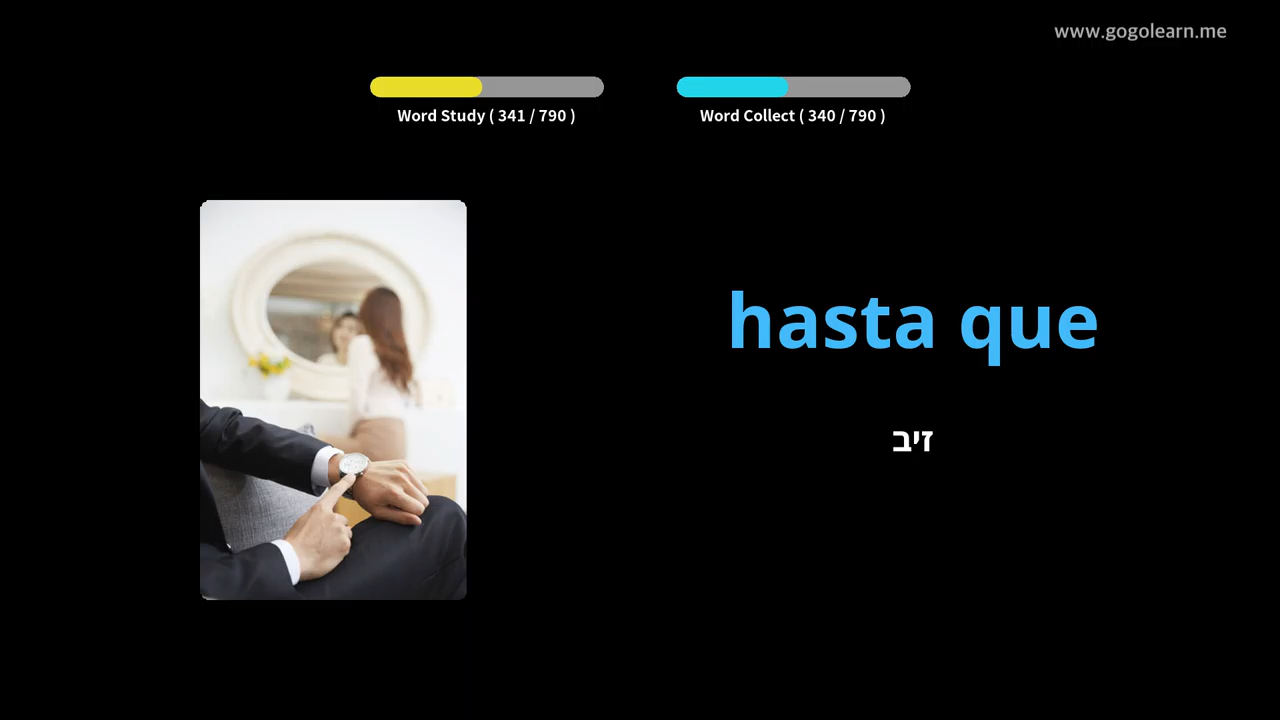 www.gogolearn.me
Word Study ( 341 / 790 )
Word Collect ( 340 / 790 )
hasta que
זיב